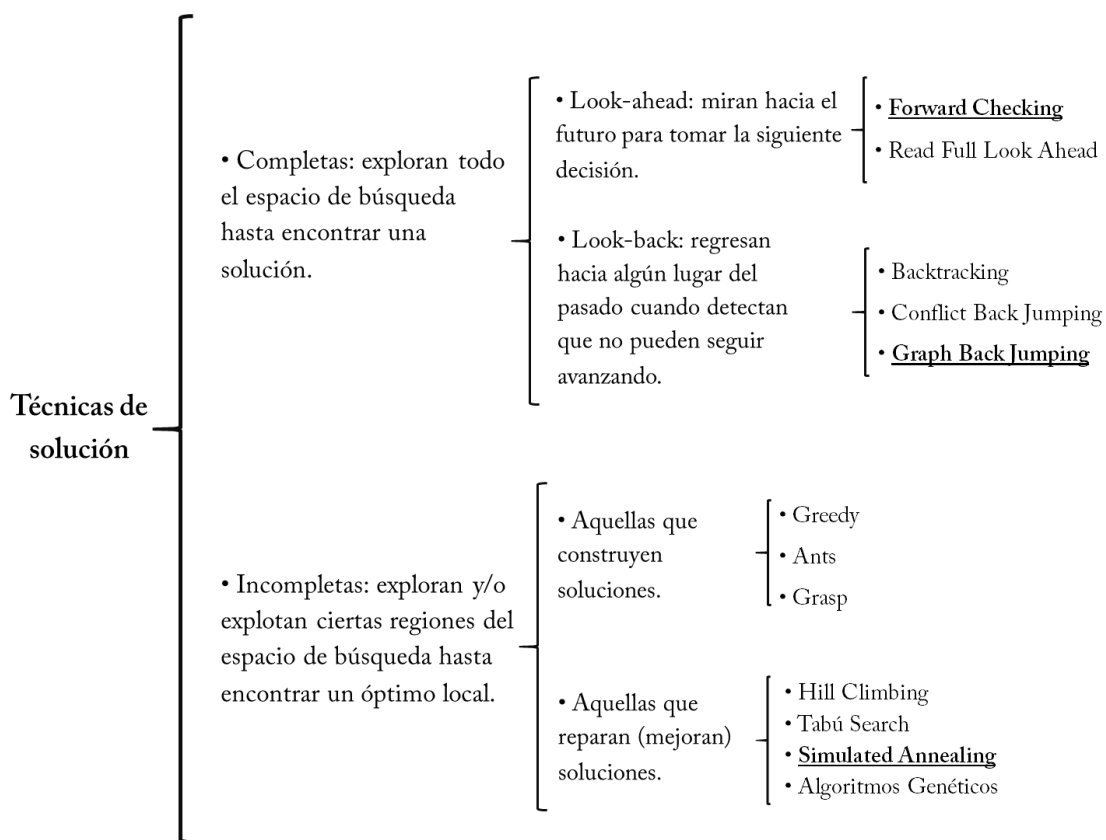 Técnicas de
solución
• Completas: exploran todo
el espacio de búsqueda
hasta encontrar una
solución.
• Look-ahead: miran hacia el
futuro para tomar la siguiente
decisión.
• Forward Checking
• Read Full Look Ahead
• Look-back: regresan
hacia algún lugar del
pasado cuando detectan
que no pueden seguir
avanzando.
• Backtracking
• Conflict Back Jumping
• Graph Back Jumping
• Incompletas: exploran y/o
explotan ciertas regiones del
espacio de búsqueda hasta
encontrar un óptimo local.
• Aquellas que
construyen
soluciones.
• Greedy
• Ants
• Grasp
• Aquellas que
reparan (mejoran)
soluciones.
• Hill Climbing
• Tabú Search
• Simulated Annealing
• Algoritmos Genéticos